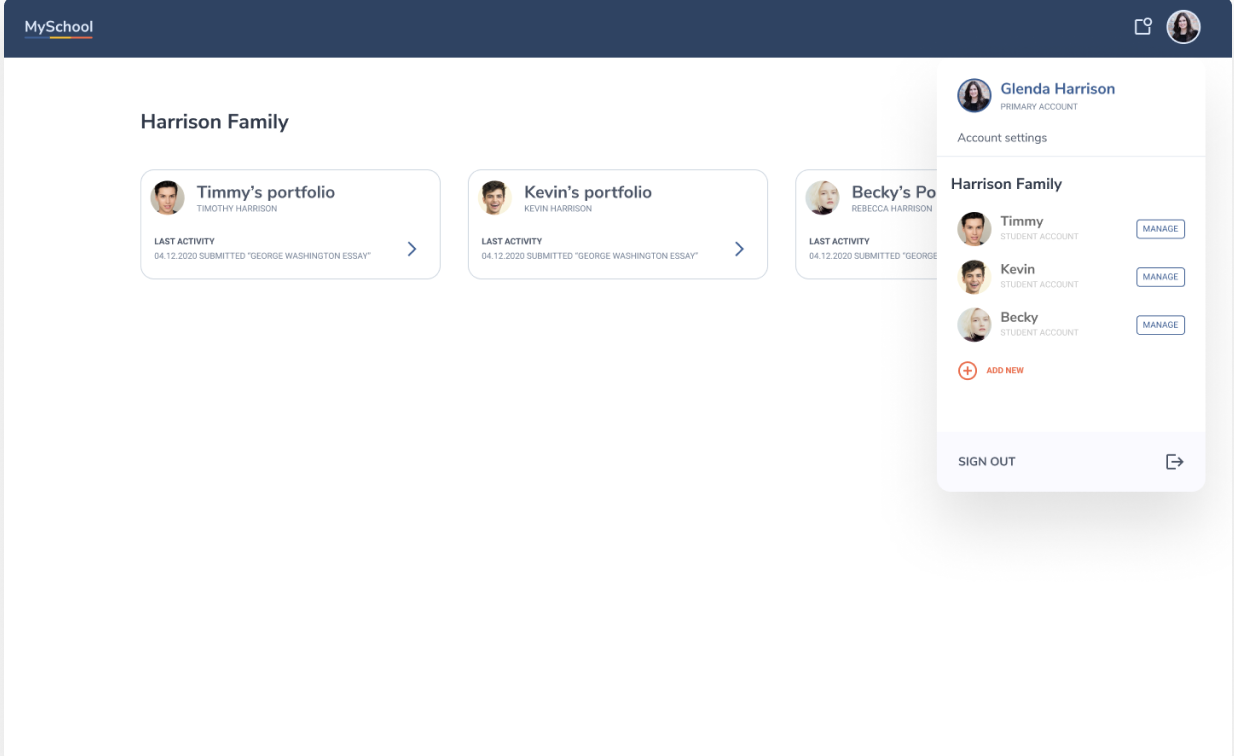 MySchool
Harrison Family
Timmy's portfolio
TIMOTHY HARRISON
LAST ACTIVITY
04.12.2020 SUBMITTED "GEORGE WASHINGTON ESSAY"
Kevin's portfolio
KEVIN HARRISON
LAST ACTIVITY
04.12.2020 SUBMITTED "GEORGE WASHINGTON ESSAY"
Becky's Po
REBECCA HARRISON
LAST ACTIVITY
04.12.2020 SUBMITTED "GEORGE
Glenda Harrison
PRIMARY ACCOUNT
Account settings
Harrison Family
Timmy
STUDENT ACCOUNT
MANAGE
Kevin
STUDENT ACCOUNT
MANAGE
Becky
STUDENT ACCOUNT
MANAGE
ADD NEW
SIGN OUT